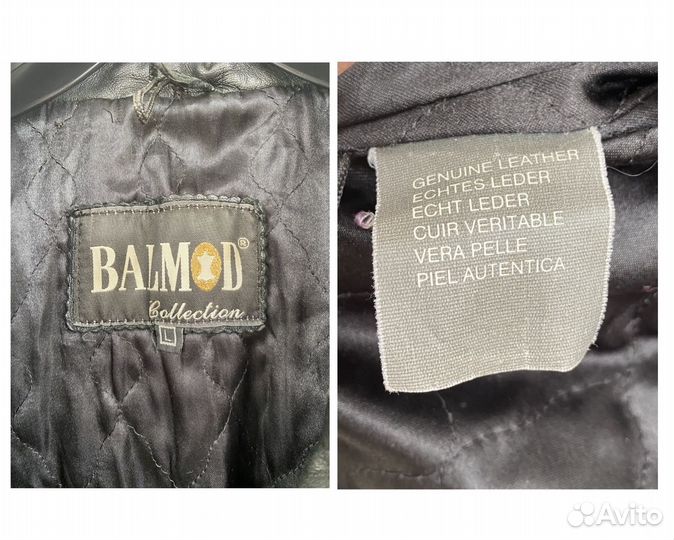 BALMOD®
Collection
L
GENUINE LEATHER
ECHTES LEDER
ECHT LEDER
CUIR VERITABLE
VERA PELLE
PIEL AUTENTICA
Avito